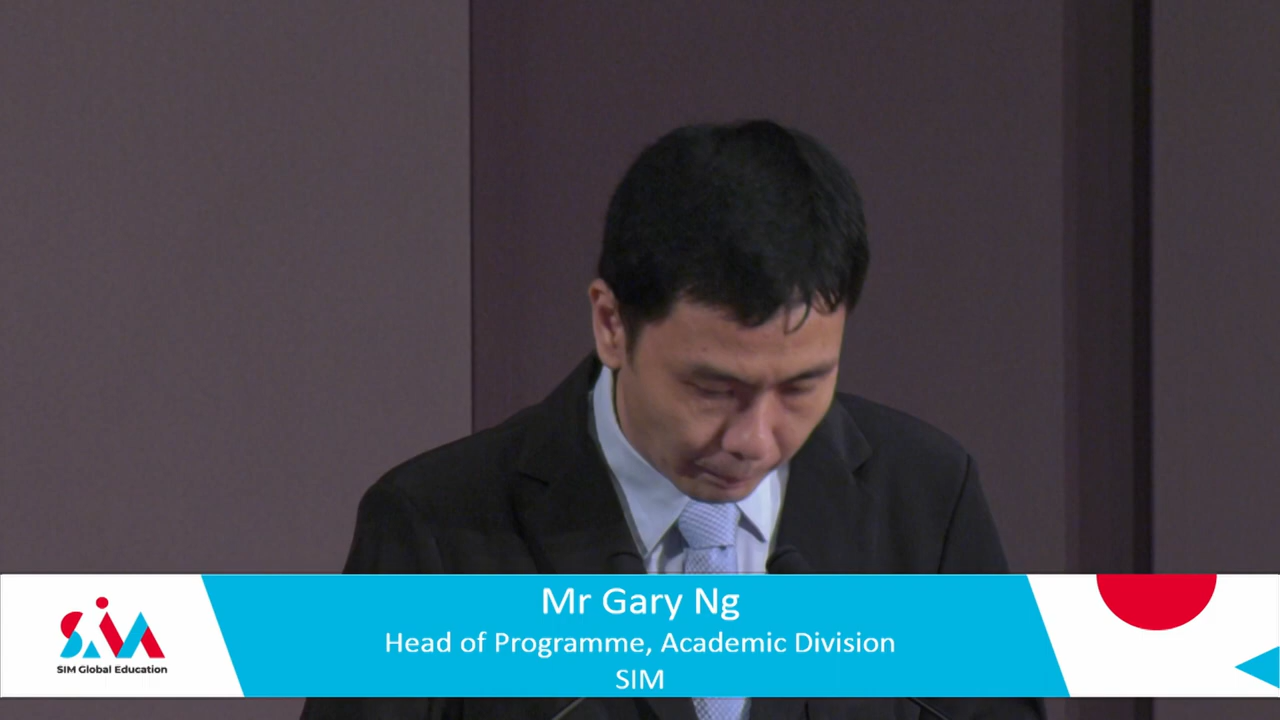 Mr Gary Ng
Head of Programme, Academic Division
SIM
SIM
SIM Global Education